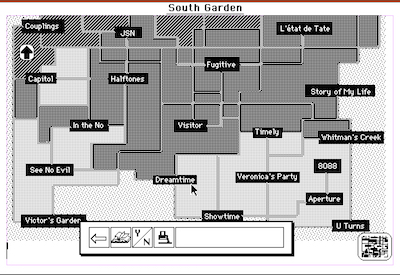 South Garden
Couplings
JSN
L'état de Tate
Fugitive
Capitol
Halftones
Story of My Life
In the No
Visitor
Timely
Whitman's Creek
See No Evil
Dreamtime
Veronica's Party
8088
Aperture
Victor's Garden
Showtime
U Turns
Y/N